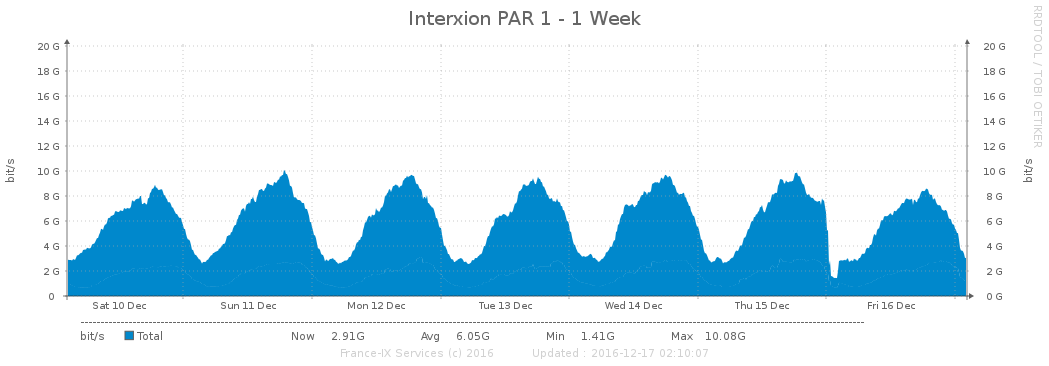 Interxion PAR 1 - 1 Week
RRDTOOL / TOBI OETIKER
20 G 20 G
18 G 18 G
16 G 16 G
14 G 14 G
12 G 12 G
10 G 10 G
8 G 8 G
6 G 6 G
4 G 4 G
2 G 2 G
0 0 G
bit/s bit/s
Sat 10 Dec Sun 11 Dec Mon 12 Dec Tue 13 Dec Wed 14 Dec Thu 15 Dec Fri 16 Dec
bit/s Total Now 2.91G Avg 6.05G Min 1.41G Max 10.08G
France-IX Services (c) 2016 Updated : 2016-12-17 02:10:07